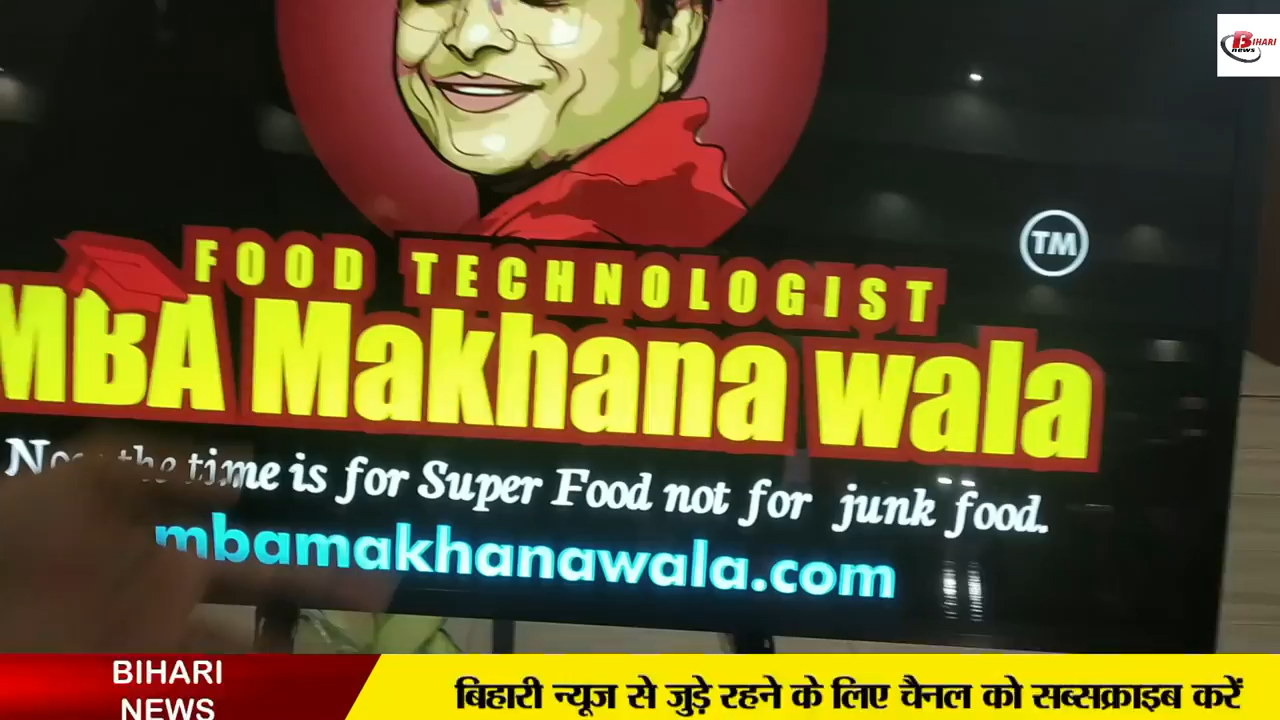 BIHARI
news
TM
FOOD TECHNOLOGIST
MBA Makhana wala
the time is for Super Food not for junk food.
mbamakhanawala.com
BIHARI
NEWS
बिहारी न्यूज से जुड़े रहने के लिए चैनल को सब्सक्राइब करें